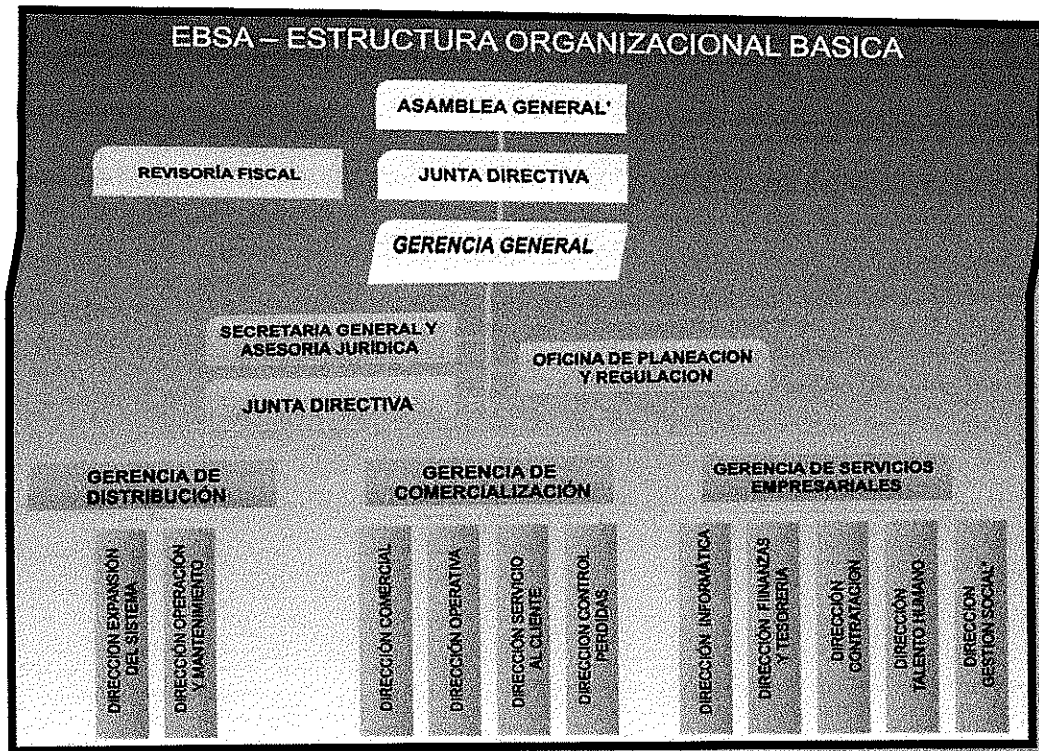 EBSA – ESTRUCTURA ORGANIZACIONAL BASICA
ASAMBLEA GENERAL'
REVISORÍA FISCAL
JUNTA DIRECTIVA
GERENCIA GENERAL
SECRETARIA GENERAL Y
ASESORIA JURIDICA
OFICINA DE PLANEACION
Y REGULACION
JUNTA DIRECTIVA
GERENCIA DE
DISTRIBUCIÓN
GERENCIA DE
COMERCIALIZACIÓN
GERENCIA DE SERVICIOS
EMPRESARIALES
DIRECCION EXPANSIÓN
DEL SISTEMA
DIRECCIÓN OPERACIÓN
Y MANTENIMIENTO
DIRECCIÓN COMERCIAL
DIRECCIÓN OPERATIVA
DIRECCIÓN SERVICIO
AL CLIENTE
DIRECCION CONTROL
PERDIDAS
DIRECCIÓN INFORMÁTICA
DIRECCIÓN FIINANZAS
Y TESORERIA
DIRECCIÓN
CONTRATACION
DIRECCIÓN
TALENTO HUMANO
DIRECCION
GESTION SOCIAL*